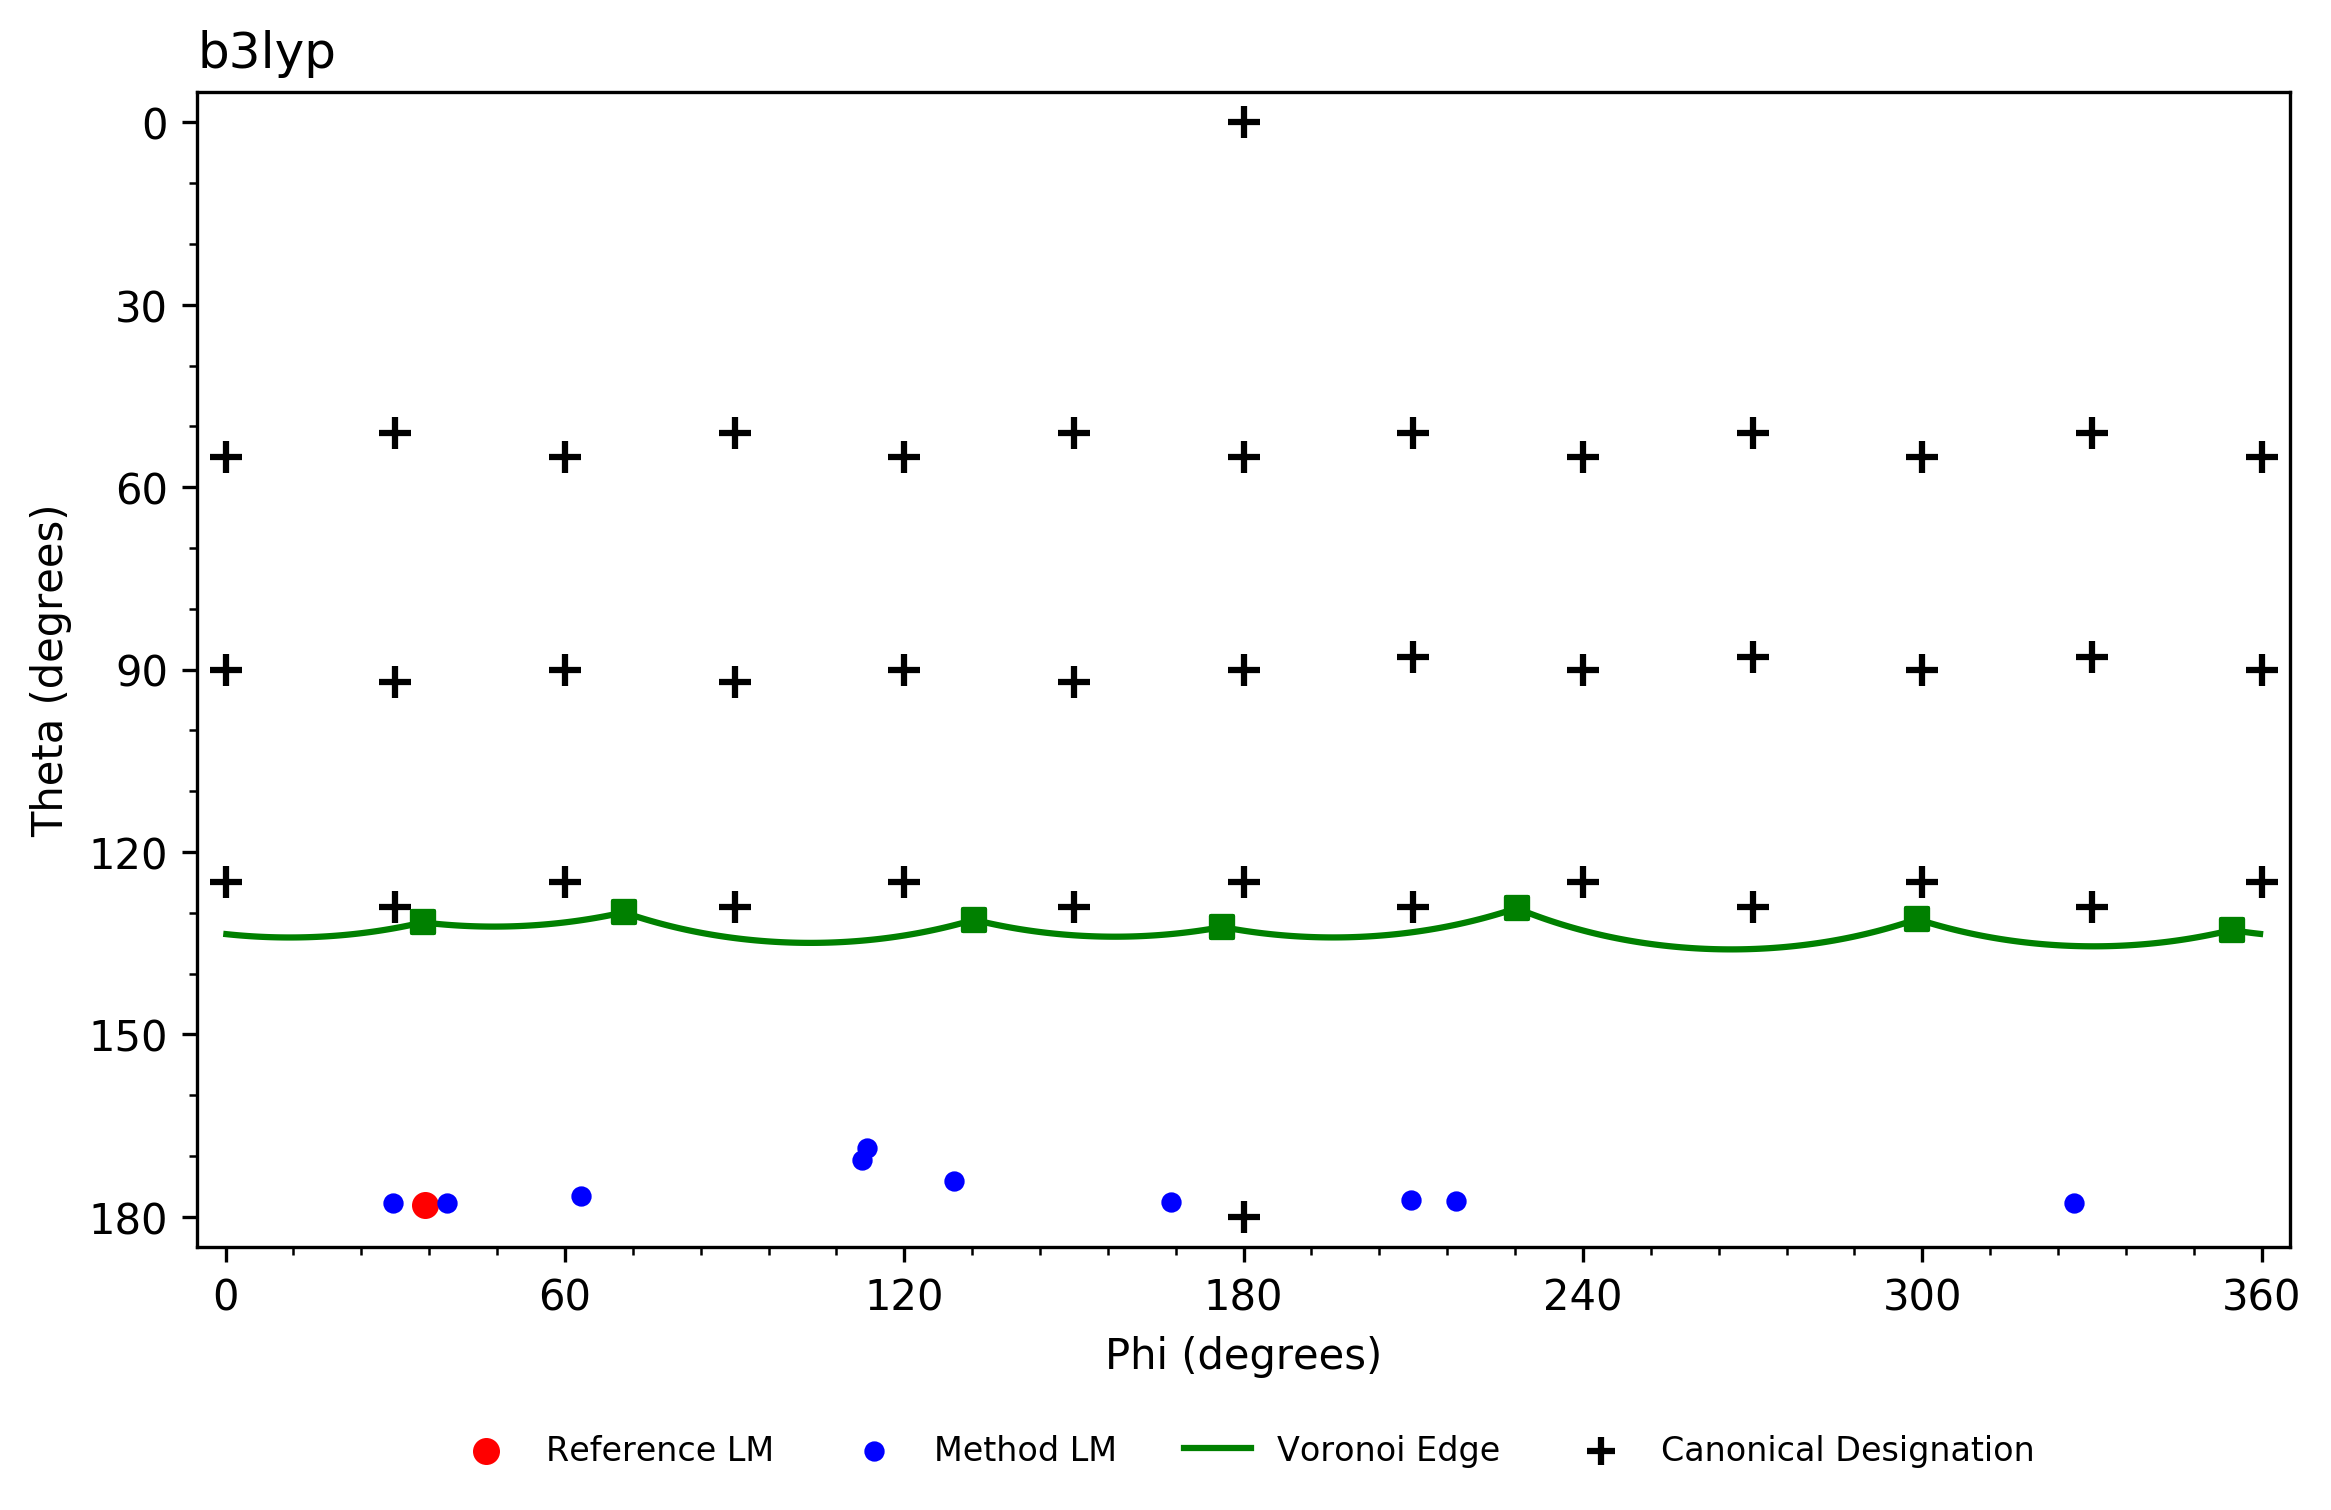 b3lyp
0
30
60
90
120
150
180
Theta (degrees)
0 60 120 180 240 300 360
Phi (degrees)
Reference LM Method LM Voronoi Edge Canonical Designation